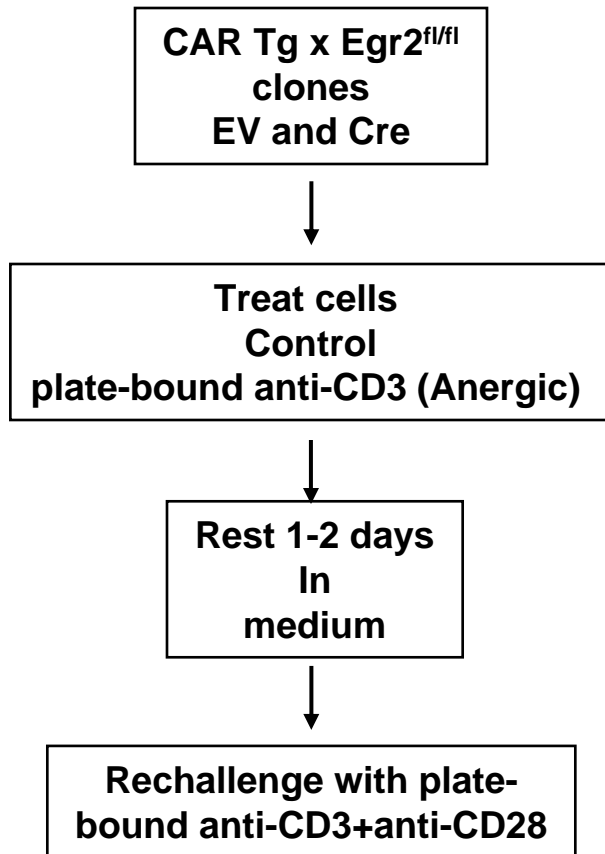 CAR Tg x Egr2fl/fl
clones
EV and Cre
Treat cells
Control
plate-bound anti-CD3 (Anergic)
Rest 1-2 days
In
medium
Rechallenge with plate-
bound anti-CD3+anti-CD28